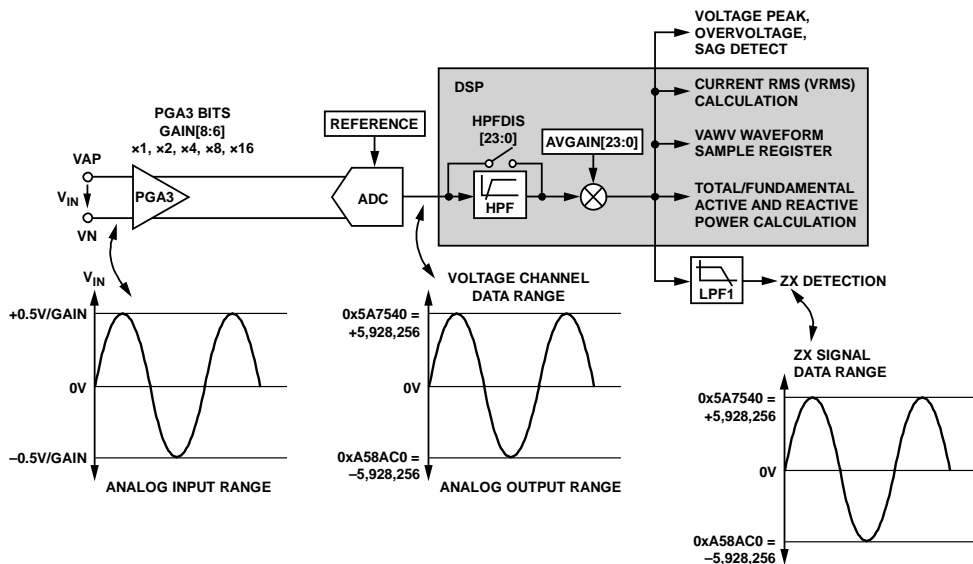 VOLTAGE PEAK,
OVERVOLTAGE,
SAG DETECT
DSP
CURRENT RMS (VRMS)
CALCULATION
PGA3 BITS
GAIN[8:6]
×1, ×2, ×4, ×8, ×16
REFERENCE
HPFDIS
[23:0]
AVGAIN[23:0]
VAWV WAVEFORM
SAMPLE REGISTER
VAP
VIN
VN
PGA3
ADC
HPF
TOTAL/FUNDAMENTAL
ACTIVE AND REACTIVE
POWER CALCULATION
LPF1
ZX DETECTION
VIN
+0.5V/GAIN
0V
–0.5V/GAIN
ANALOG INPUT RANGE
VOLTAGE CHANNEL
DATA RANGE
0x5A7540 =
+5,928,256
0V
0xA58AC0 =
–5,928,256
ANALOG OUTPUT RANGE
ZX SIGNAL
DATA RANGE
0x5A7540 =
+5,928,256
0V
0xA58AC0 =
–5,928,256